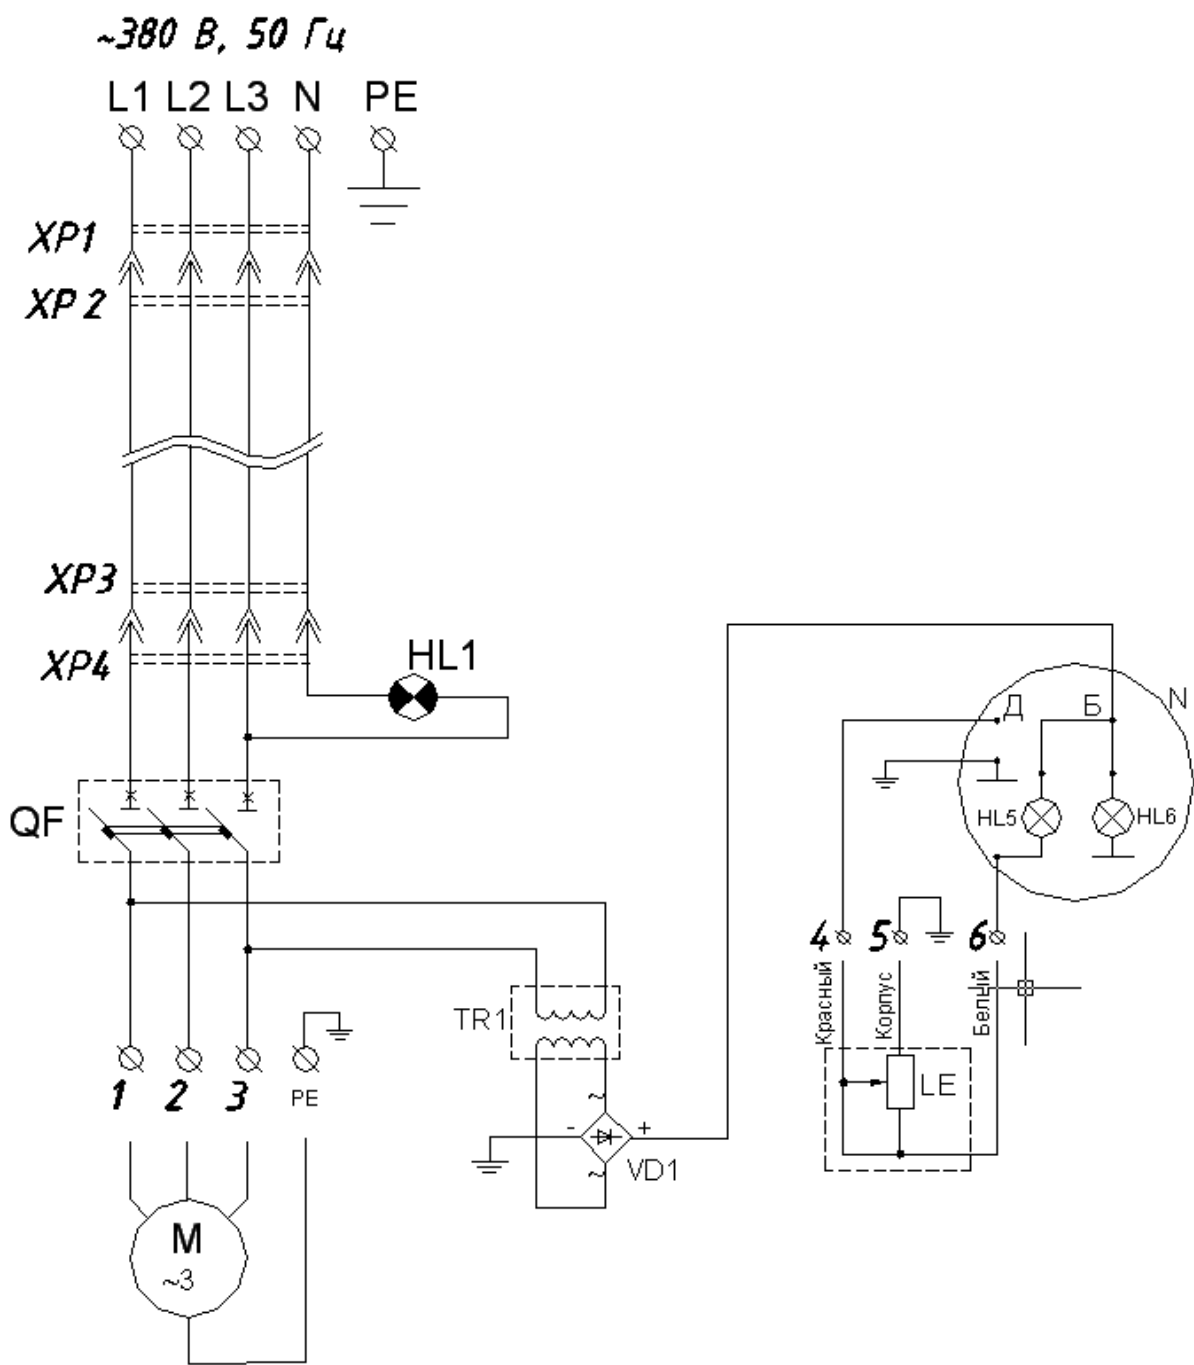 ~380 В, 50 Гц
L1 L2 L3 N PE
XP1
XP 2
XP3
XP4
HL1
N
Д Б
HL5 HL6
QF
4 5 6
Красный Корпус Белый
TR1
LE
1 2 3 PE
~
- +
~ VD1
M
~3